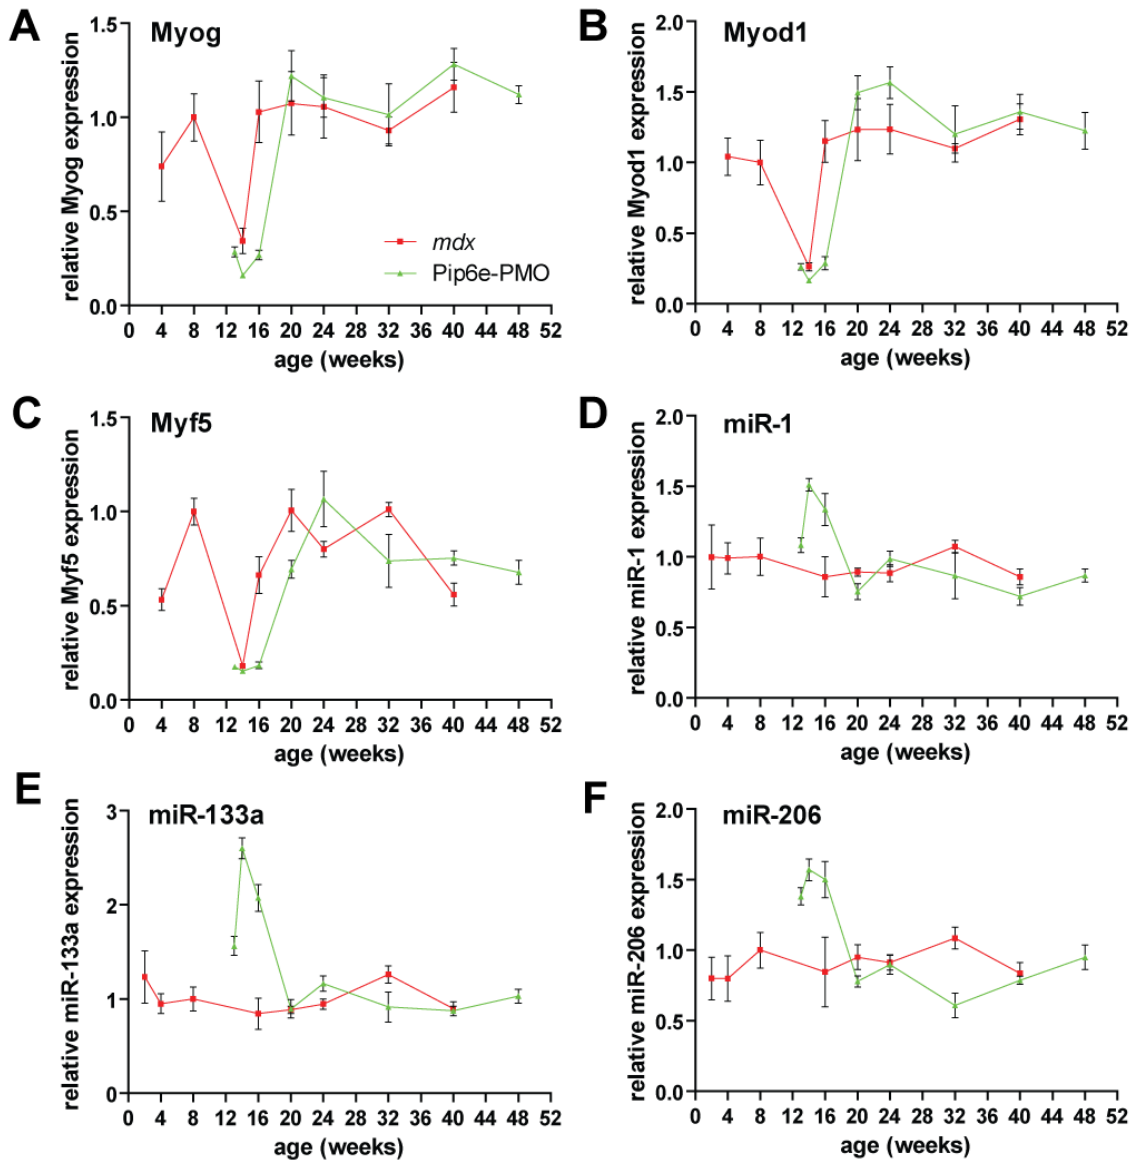 A
Myog
relative Myog expression
1.5
1.0
0.5
0.0
mdx
Pip6e-PMO
0 4 8 12 16 20 24 28 32 36 40 44 48 52
age (weeks)
B
Myod1
relative Myod1 expression
2.0
1.5
1.0
0.5
0.0
0 4 8 12 16 20 24 28 32 36 40 44 48 52
age (weeks)
C
Myf5
relative Myf5 expression
1.5
1.0
0.5
0.0
0 4 8 12 16 20 24 28 32 36 40 44 48 52
age (weeks)
D
miR-1
relative miR-1 expression
2.0
1.5
1.0
0.5
0.0
0 4 8 12 16 20 24 28 32 36 40 44 48 52
age (weeks)
E
miR-133a
relative miR-133a expression
3
2
1
0
0 4 8 12 16 20 24 28 32 36 40 44 48 52
age (weeks)
F
miR-206
relative miR-206 expression
2.0
1.5
1.0
0.5
0.0
0 4 8 12 16 20 24 28 32 36 40 44 48 52
age (weeks)